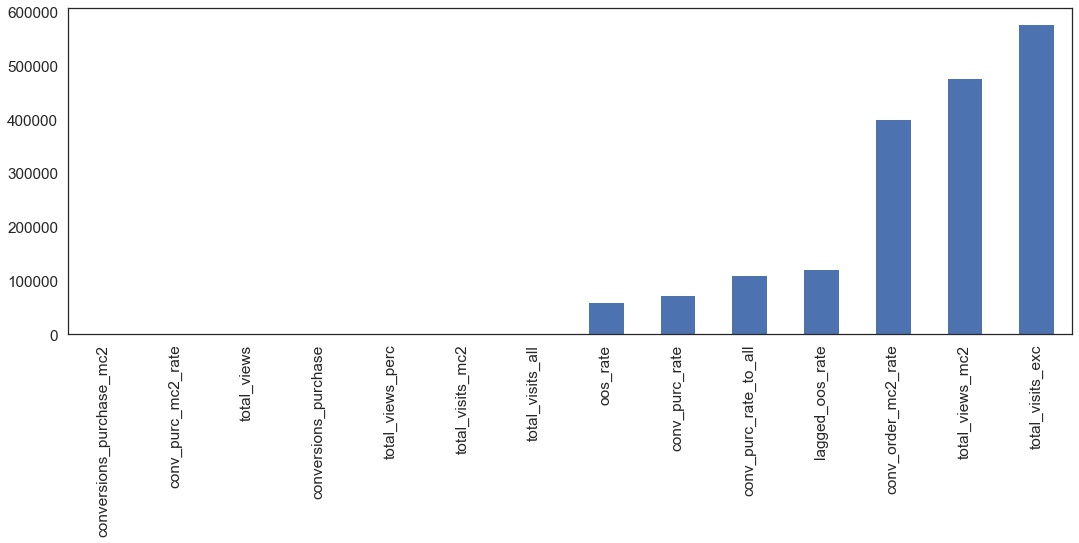 600000
500000
400000
300000
200000
100000
0
conversions_purchase_mc2
conv_purc_mc2_rate
total_views
conversions_purchase
total_views_perc
total_visits_mc2
total_visits_all
oos_rate
conv_purc_rate
conv_purc_rate_to_all
lagged_oos_rate
conv_order_mc2_rate
total_views_mc2
total_visits_exc